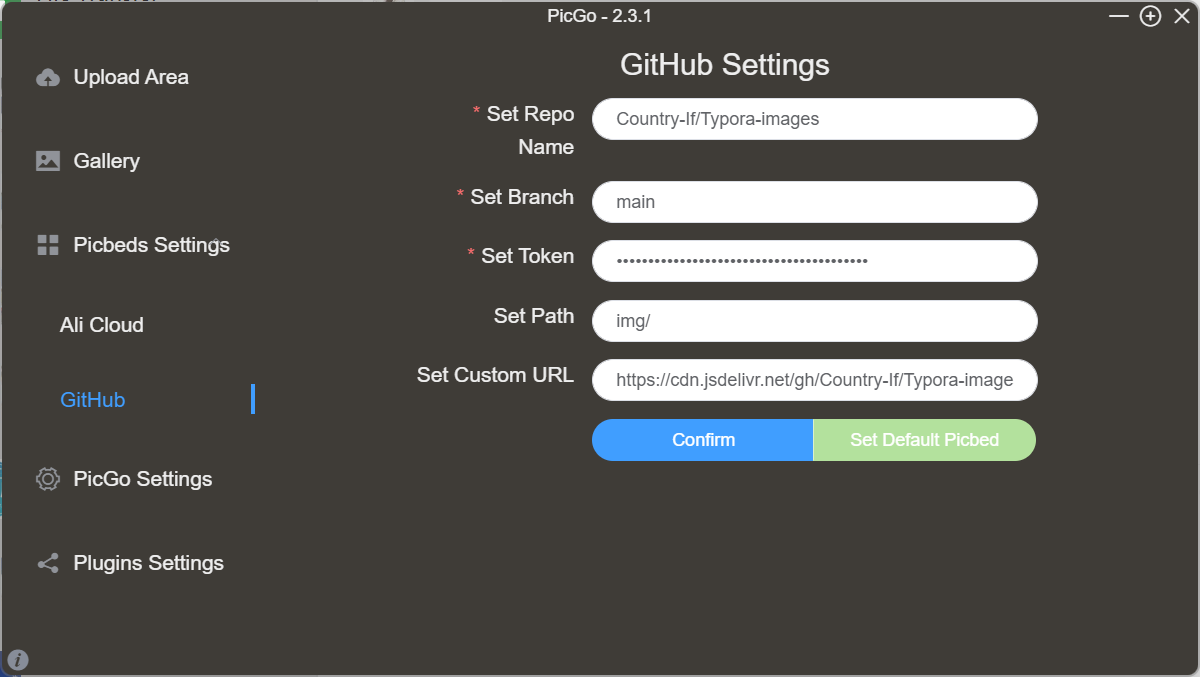 PicGo - 2.3.1
Upload Area
Gallery
Picbeds Settings
Ali Cloud
GitHub
PicGo Settings
Plugins Settings
GitHub Settings
* Set Repo
Name
Country-If/Typora-images
* Set Branch
main
* Set Token
••••••••••••••••••••••••••••••••••••••••
Set Path
img/
Set Custom URL
https://cdn.jsdelivr.net/gh/Country-If/Typora-image
Confirm
Set Default Picbed